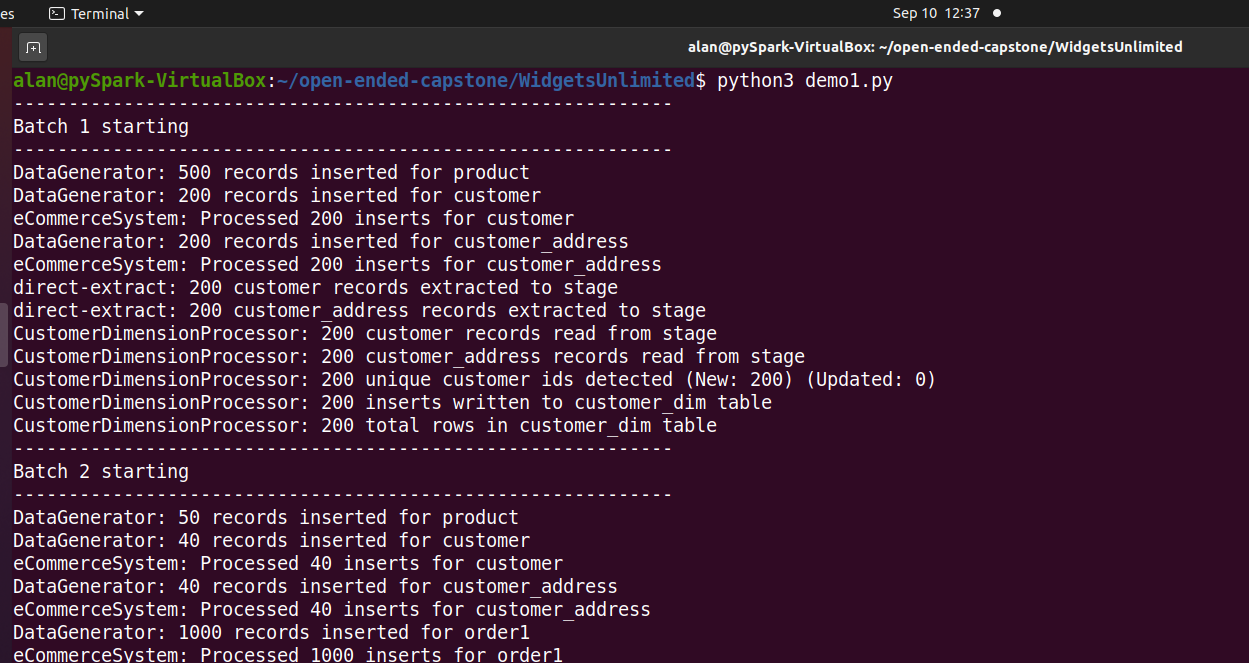 es Terminal Sep 10 12:37
alan@pySpark-VirtualBox: ~/open-ended-capstone/WidgetsUnlimited
alan@pySpark-VirtualBox:~/open-ended-capstone/WidgetsUnlimited$ python3 demo1.py
------------------------------------------------------------
Batch 1 starting
------------------------------------------------------------
DataGenerator: 500 records inserted for product
DataGenerator: 200 records inserted for customer
eCommerceSystem: Processed 200 inserts for customer
DataGenerator: 200 records inserted for customer_address
eCommerceSystem: Processed 200 inserts for customer_address
direct-extract: 200 customer records extracted to stage
direct-extract: 200 customer_address records extracted to stage
CustomerDimensionProcessor: 200 customer records read from stage
CustomerDimensionProcessor: 200 customer_address records read from stage
CustomerDimensionProcessor: 200 unique customer ids detected (New: 200) (Updated: 0)
CustomerDimensionProcessor: 200 inserts written to customer_dim table
CustomerDimensionProcessor: 200 total rows in customer_dim table
------------------------------------------------------------
Batch 2 starting
------------------------------------------------------------
DataGenerator: 50 records inserted for product
DataGenerator: 40 records inserted for customer
eCommerceSystem: Processed 40 inserts for customer
DataGenerator: 40 records inserted for customer_address
eCommerceSystem: Processed 40 inserts for customer_address
DataGenerator: 1000 records inserted for order1
eCommerceSystem: Processed 1000 inserts for order1